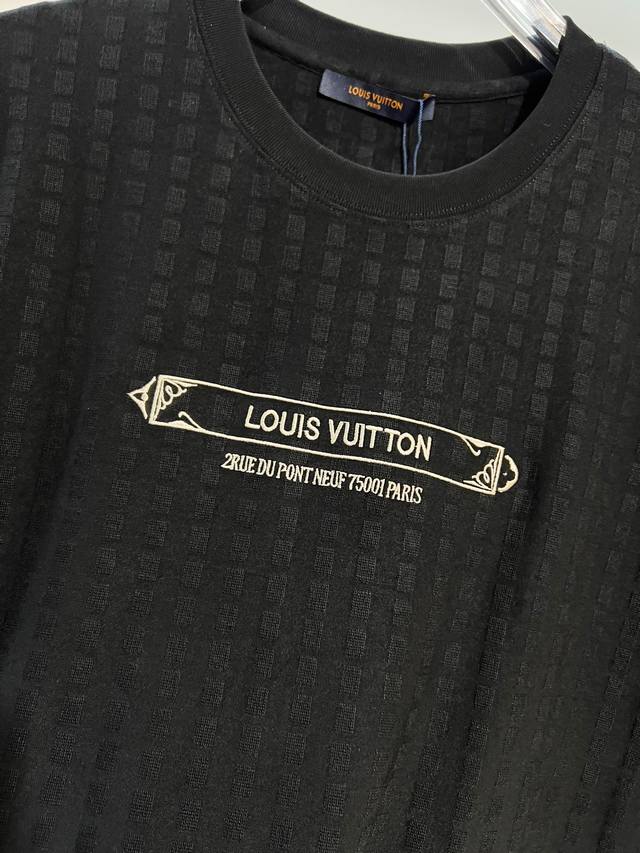 LOUIS VUITTON
PARIS
LOUIS VUITTON
2RUE DU PONT NEUF 75001 PARIS